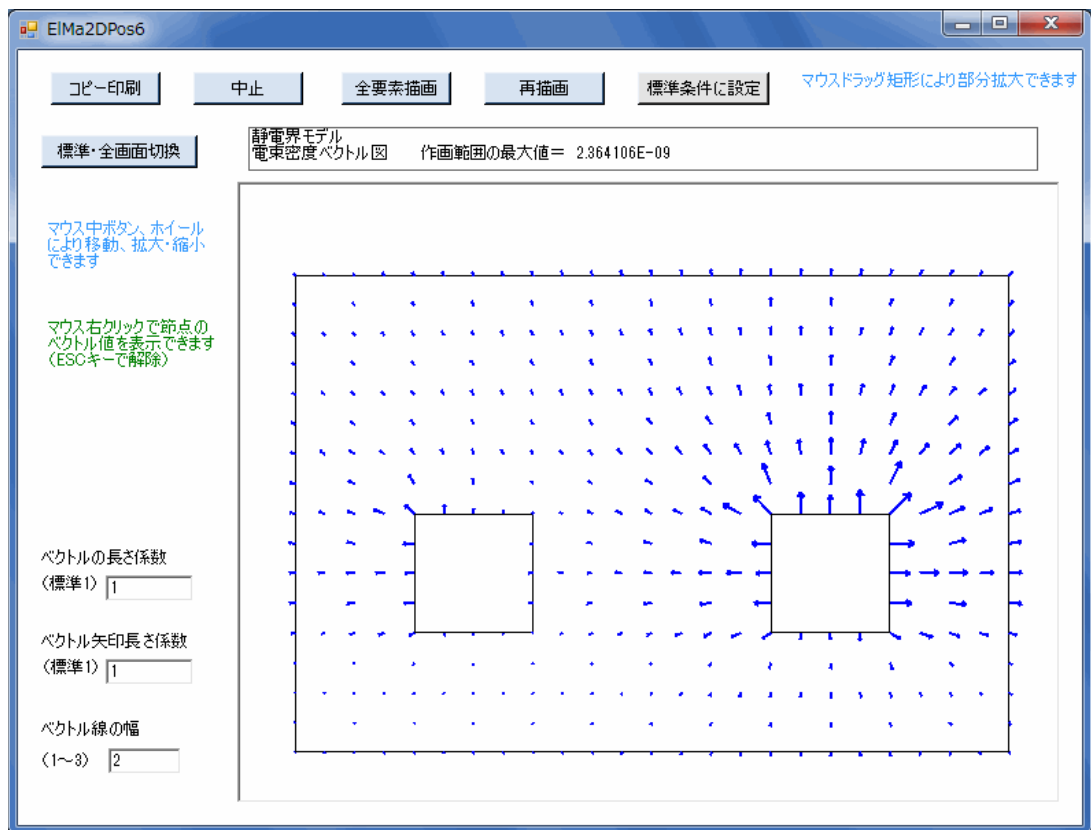 ElMa2DPos6
コピー印刷
中止
全要素描画
再描画
標準条件に設定
マウスドラッグ矩形により部分拡大できます
標準・全画面切換
静電界モデル
電束密度ベクトル図 作画範囲の最大値＝ 2.364106E-09
マウス中ボタン、ホイール
により移動、拡大・縮小
できます
マウス右クリックで節点の
ベクトル値を表示できます
(ESCキーで解除)
ベクトルの長さ係数
(標準1) 1
ベクトル矢印長さ係数
(標準1) 1
ベクトル線の幅
(1～3) 2